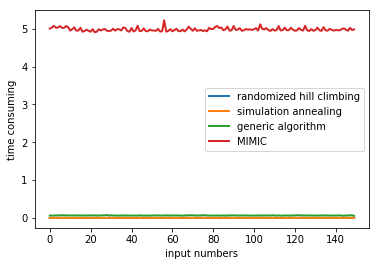 5
4
3
2
1
0
time consuming
randomized hill climbing
simulation annealing
generic algorithm
MIMIC
0 20 40 60 80 100 120 140
input numbers